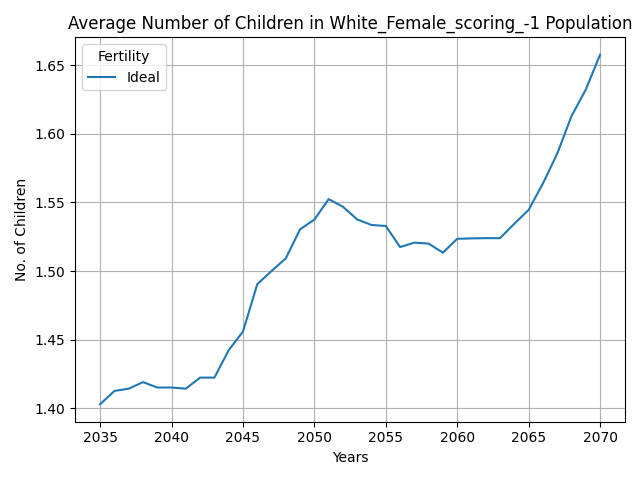 Average Number of Children in White_Female_scoring_-1 Population
Fertility
Ideal
No. of Children
1.65
1.60
1.55
1.50
1.45
1.40
2035 2040 2045 2050 2055 2060 2065 2070
Years